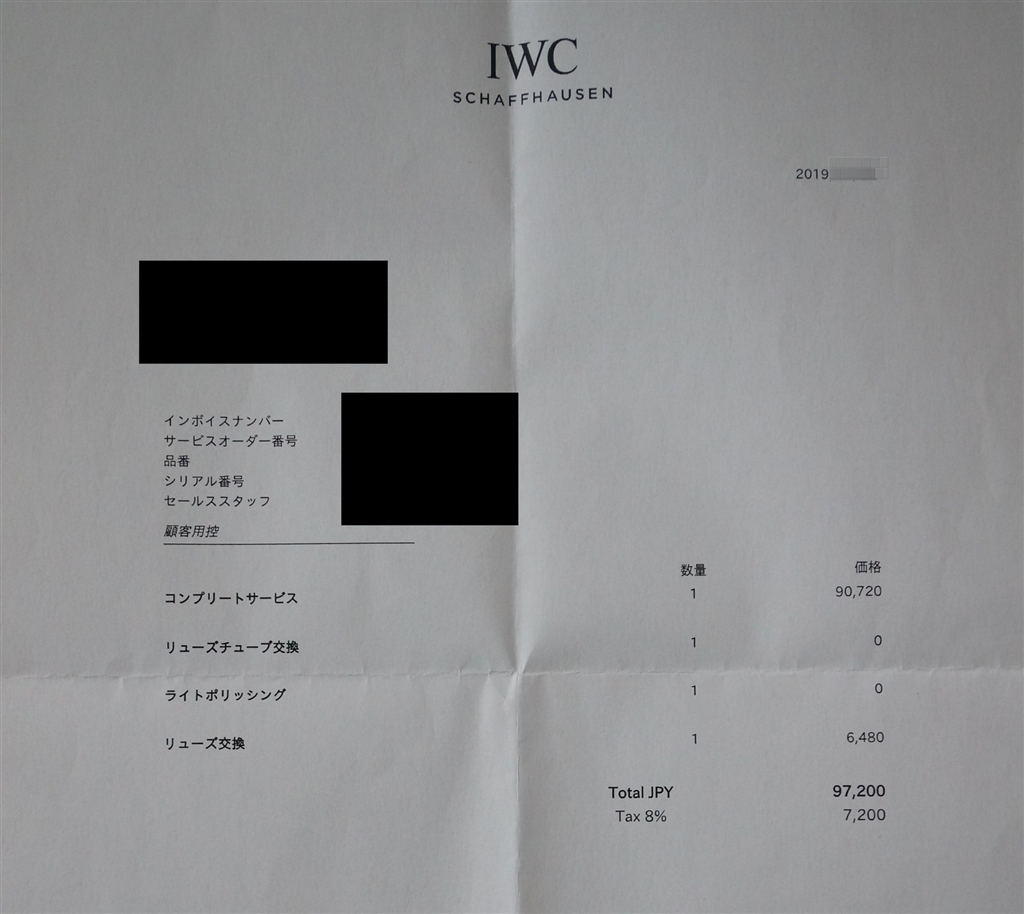 IWC
SCHAFFHAUSEN
2019
インボイスナンバー
サービスオーダー番号
品番
シリアル番号
セールススタッフ
顧客用控
数量 価格
コンプリートサービス 1 90,720
リューズチューブ交換 1 0
ライトポリッシング 1 0
リューズ交換 1 6,480
Total JPY 97,200
Tax 8% 7,200